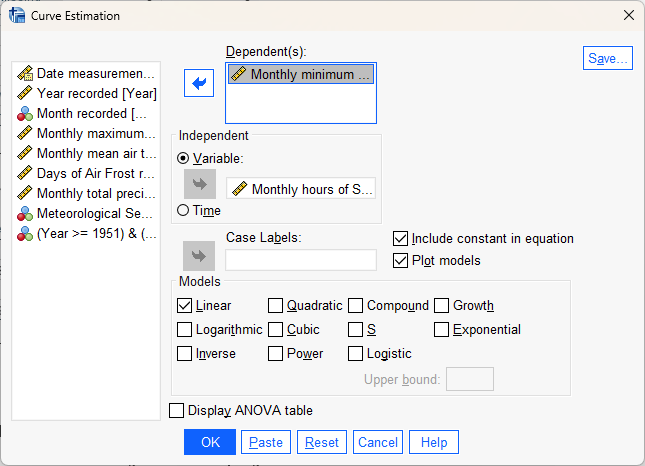 Curve Estimation
Dependent(s):
Save...
Date measuremen...
Year recorded [Year]
Month recorded [...
Monthly maximum...
Monthly mean air t...
Days of Air Frost r...
Monthly total preci...
Meteorological Se...
(Year >= 1951) & (...
Monthly minimum ...
Independent
Variable:
Monthly hours of S...
Time
Case Labels:
Include constant in equation
Plot models
Models
Linear Quadratic Compound Growth
Logarithmic Cubic S Exponential
Inverse Power Logistic
Upper bound:
Display ANOVA table
OK Paste Reset Cancel Help